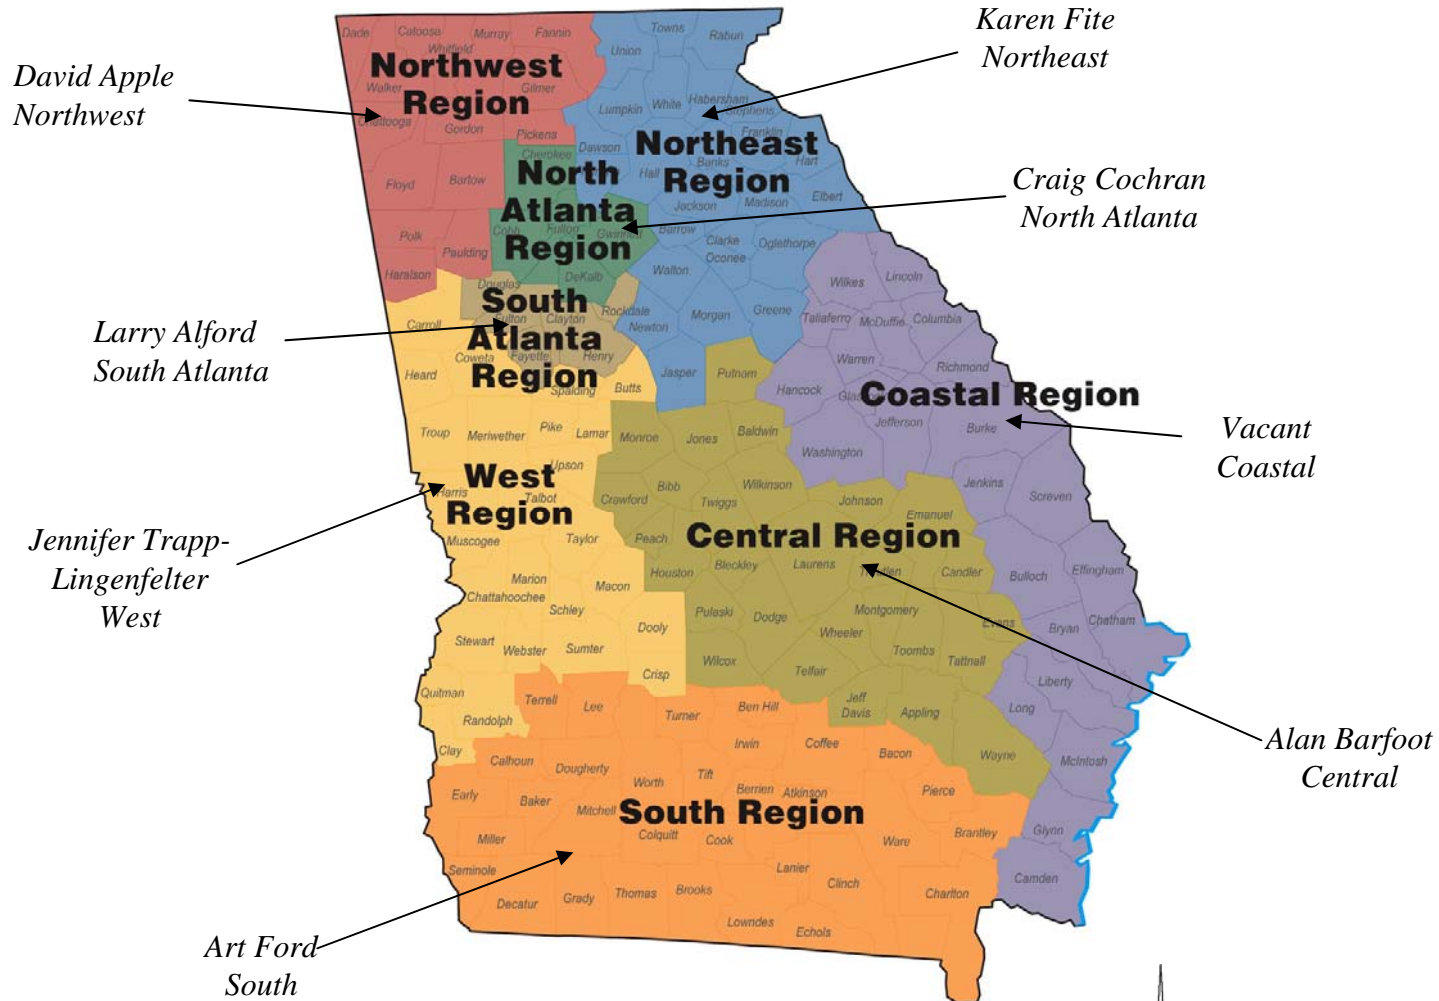 Karen Fite
Northeast
David Apple
Northwest
Craig Cochran
North Atlanta
Larry Alford
South Atlanta
Vacant
Coastal
Jennifer Trapp-
Lingenfelter
West
Alan Barfoot
Central
Art Ford
South
Northwest
Region
Northeast
Region
North
Atlanta
Region
South
Atlanta
Region
Coastal Region
West
Region
Central Region
South Region
Dade
Catoosa
Whitfield
Murray
Fannin
Walker
Gilmer
Chattooga
Gordon
Pickens
Floyd
Bartow
Polk
Paulding
Haralson
Towns
Rabun
Union
Lumpkin
White
Habersham
Stephens
Dawson
Franklin
Hall
Banks
Hart
Jackson
Madison
Elbert
Barrow
Clarke
Oconee
Oglethorpe
Walton
Morgan
Greene
Newton
Jasper
Cherokee
Cobb
Fulton
Gwinnett
DeKalb
Douglas
Fulton
Clayton
Rockdale
Fayette
Henry
Carroll
Coweta
Heard
Spalding
Butts
Troup
Meriwether
Pike
Lamar
Upson
Harris
Talbot
Muscogee
Taylor
Marion
Chattahoochee
Macon
Schley
Dooly
Stewart
Webster
Sumter
Crisp
Quitman
Randolph
Clay
Putnam
Monroe
Jones
Baldwin
Bibb
Wilkinson
Crawford
Twiggs
Johnson
Emanuel
Peach
Houston
Bleckley
Laurens
Candler
Pulaski
Dodge
Montgomery
Evans
Wheeler
Toombs
Tattnall
Wilcox
Telfair
Jeff
Davis
Appling
Wayne
Wilkes
Lincoln
Taliaferro
McDuffie
Columbia
Warren
Richmond
Hancock
Jefferson
Burke
Washington
Jenkins
Screven
Bulloch
Effingham
Bryan
Chatham
Liberty
Long
McIntosh
Glynn
Camden
Terrell
Lee
Turner
Ben Hill
Irwin
Coffee
Bacon
Calhoun
Dougherty
Worth
Tift
Berrien
Atkinson
Pierce
Early
Baker
Mitchell
Colquitt
Cook
Ware
Brantley
Miller
Seminole
Lanier
Clinch
Charlton
Decatur
Grady
Thomas
Brooks
Lowndes
Echols